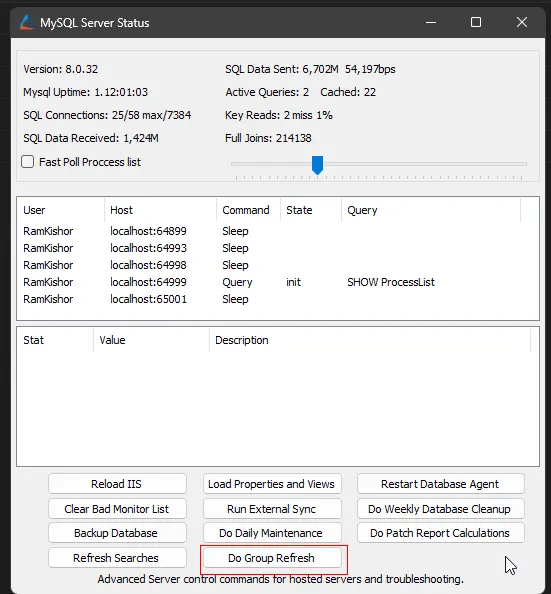 MySQL Server Status
Version: 8.0.32 SQL Data Sent: 6,702M 54,197bps
Mysql Uptime: 1.12:01:03 Active Queries: 2 Cached: 22
SQL Connections: 25/58 max/7384 Key Reads: 2 miss 1%
SQL Data Received: 1,424M Full Joins: 214138
Fast Poll Proccess list
User Host Command State Query
RamKishor localhost:64899 Sleep
RamKishor localhost:64993 Sleep
RamKishor localhost:64998 Sleep
RamKishor localhost:64999 Query init SHOW ProcessList
RamKishor localhost:65001 Sleep
Stat Value Description
Reload IIS Load Properties and Views Restart Database Agent
Clear Bad Monitor List Run External Sync Do Weekly Database Cleanup
Backup Database Do Daily Maintenance Do Patch Report Calculations
Refresh Searches Do Group Refresh
Advanced Server control commands for hosted servers and troubleshooting.